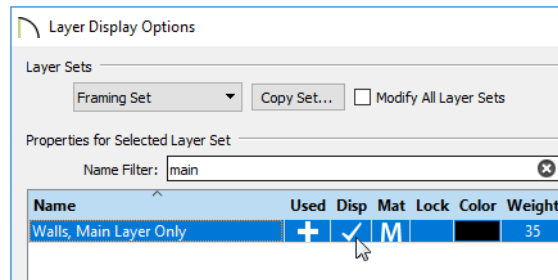 Layer Display Options
Layer Sets
Framing Set Copy Set... Modify All Layer Sets
Properties for Selected Layer Set
Name Filter: main
Name Used Disp Mat Lock Color Weight
Walls, Main Layer Only M 35